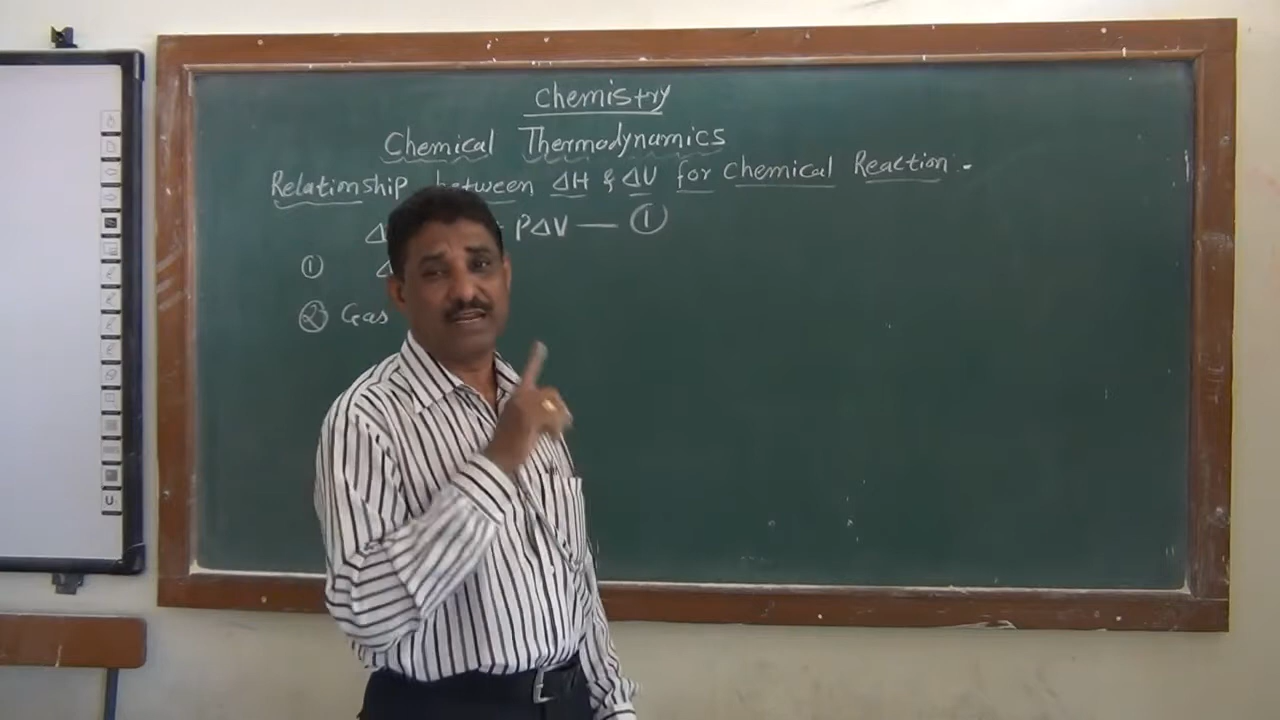 Chemistry
Chemical Thermodynamics
Relationship between ΔH & ΔU for Chemical Reaction.
Δ PΔV — ①
① Δ
② Gas